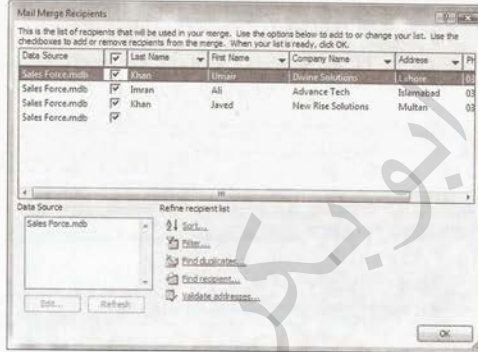 Mail Merge Recipients
This is the list of recipients that will be used in your merge. Use the options below to add to or change your list. Use the
checkboxes to add or remove recipients from the merge. When your list is ready, click OK.
Data Source Last Name First Name Company Name Address
Sales Force.mdb Khan Umair Divine Solutions Lahore 03
Sales Force.mdb Imran Ali Advance Tech Islamabad 03
Sales Force.mdb Khan Javed New Rise Solutions Multan 03
Sales Force.mdb
Data Source
Sales Force.mdb
Edit... Refresh
Refine recipient list
Sort...
Filter...
Find duplicates...
Find recipient...
Validate addresses...
OK